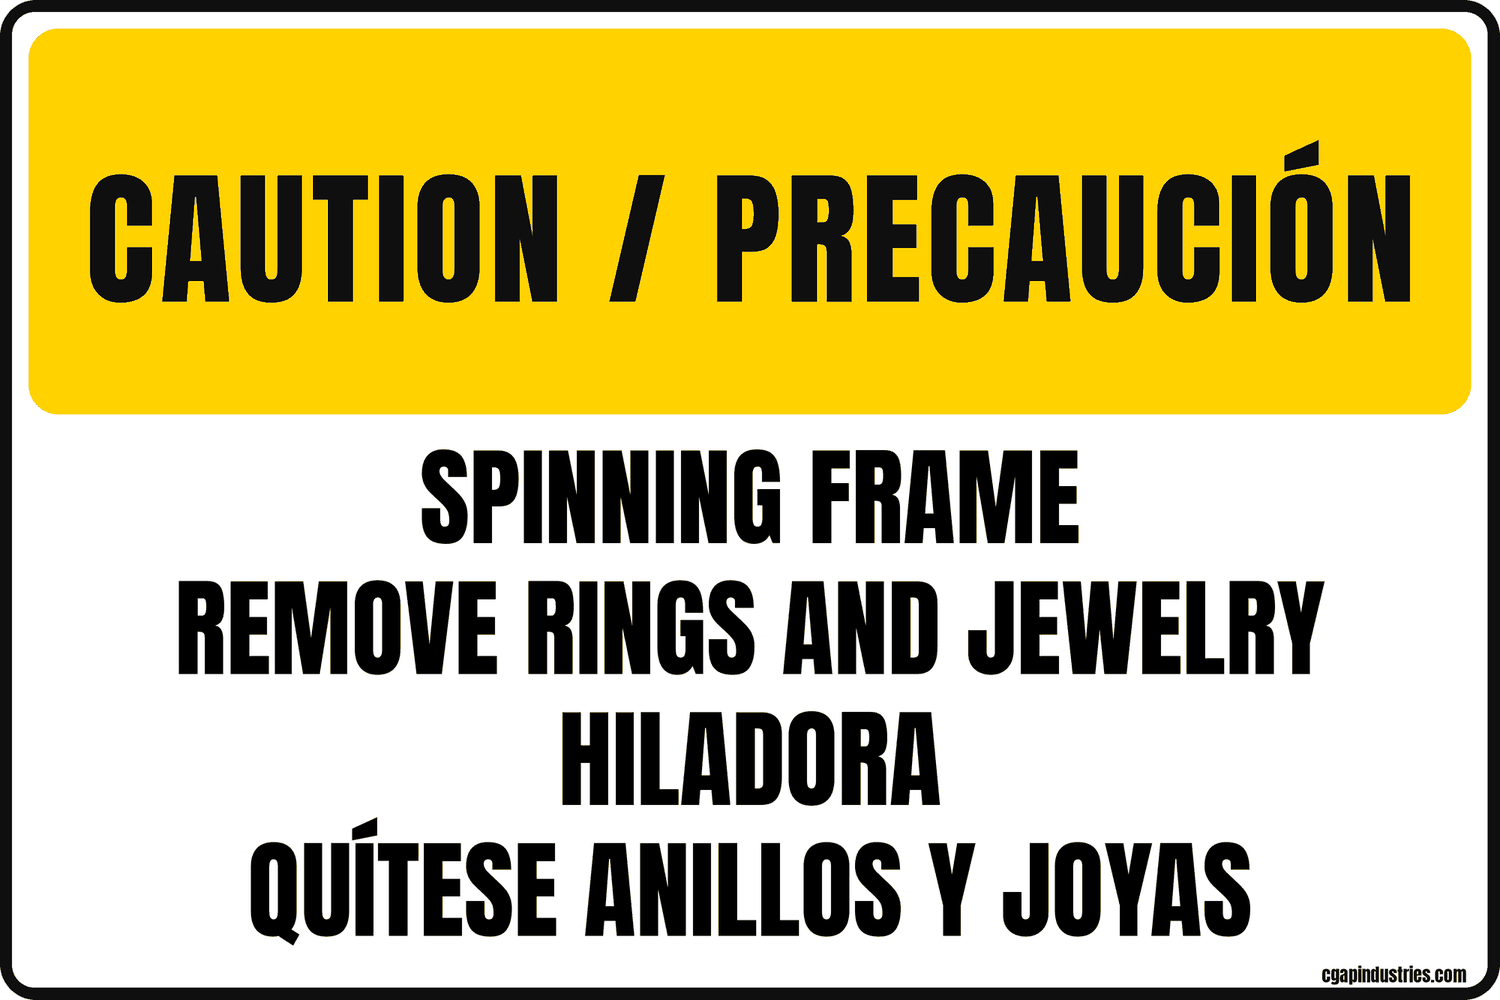 CAUTION / PRECAUCIÓN
SPINNING FRAME
REMOVE RINGS AND JEWELRY
HILADORA
QUÍTESE ANILLOS Y JOYAS
cgapindustries.com